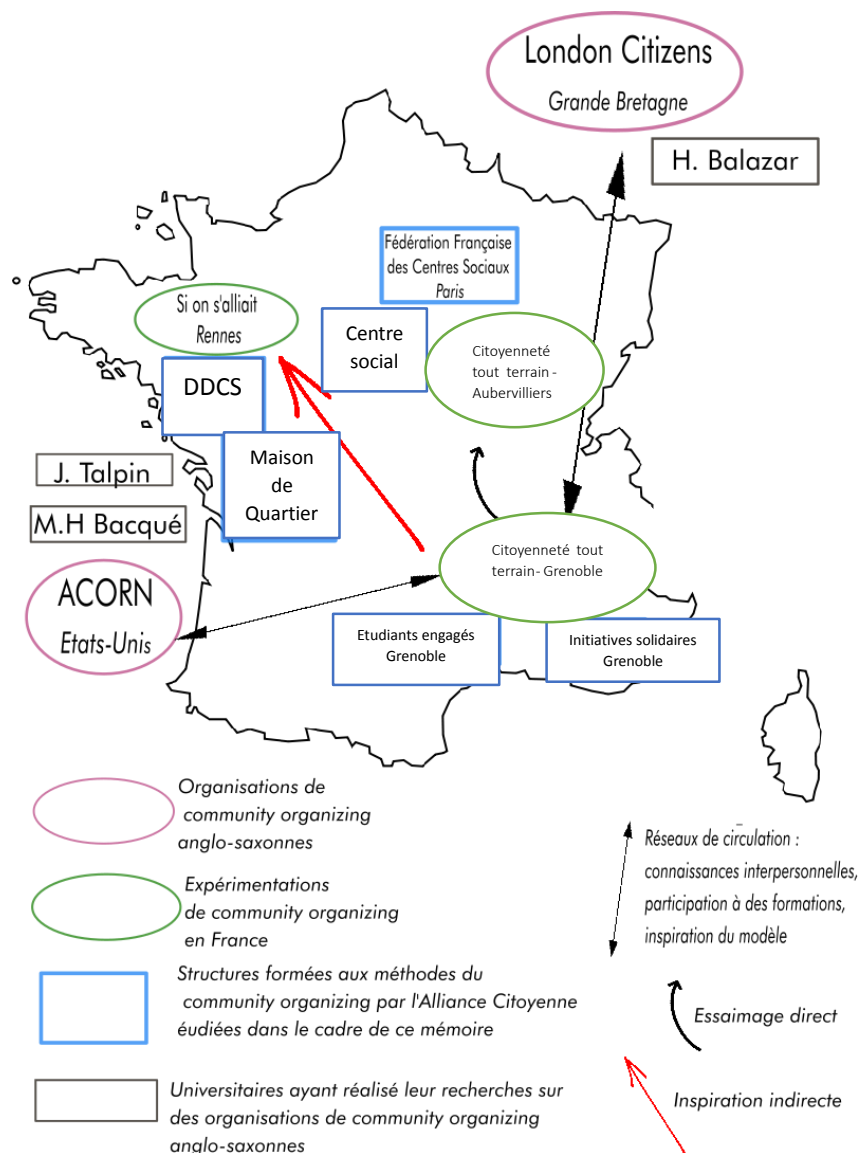 London Citizens
Grande Bretagne
H. Balazar
Fédération Française
des Centres Sociaux
Paris
Si on s'alliait
Rennes
Centre
social
Citoyenneté
tout terrain -
Aubervilliers
DDCS
Maison
de
Quartier
J. Talpin
M.H Bacqué
ACORN
Etats-Unis
Citoyenneté tout
terrain- Grenoble
Etudiants engagés
Grenoble
Initiatives solidaires
Grenoble
Organisations de
community organizing
anglo-saxonnes
Expérimentations
de community organizing
en France
Structures formées aux méthodes du
community organizing par l'Alliance Citoyenne
éudiées dans le cadre de ce mémoire
Universitaires ayant réalisé leur recherches sur
des organisations de community organizing
anglo-saxonnes
Réseaux de circulation :
connaissances interpersonnelles,
participation à des formations,
inspiration du modèle
Essaimage direct
Inspiration indirecte